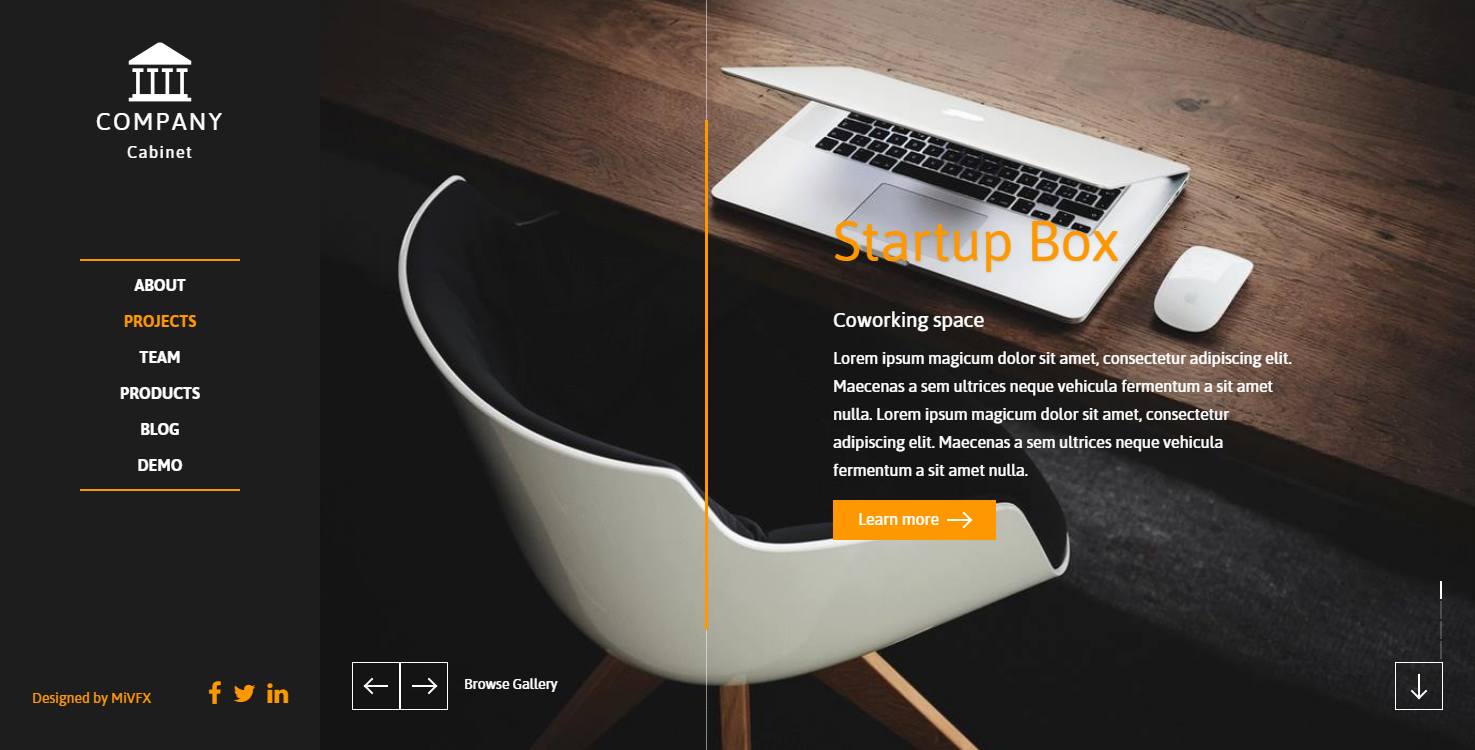 COMPANY
Cabinet
ABOUT
PROJECTS
TEAM
PRODUCTS
BLOG
DEMO
Designed by MiVFX
Startup Box
Coworking space
Lorem ipsum magicum dolor sit amet, consectetur adipiscing elit.
Maecenas a sem ultrices neque vehicula fermentum a sit amet
nulla. Lorem ipsum magicum dolor sit amet, consectetur
adipiscing elit. Maecenas a sem ultrices neque vehicula
fermentum a sit amet nulla.
Learn more
Browse Gallery